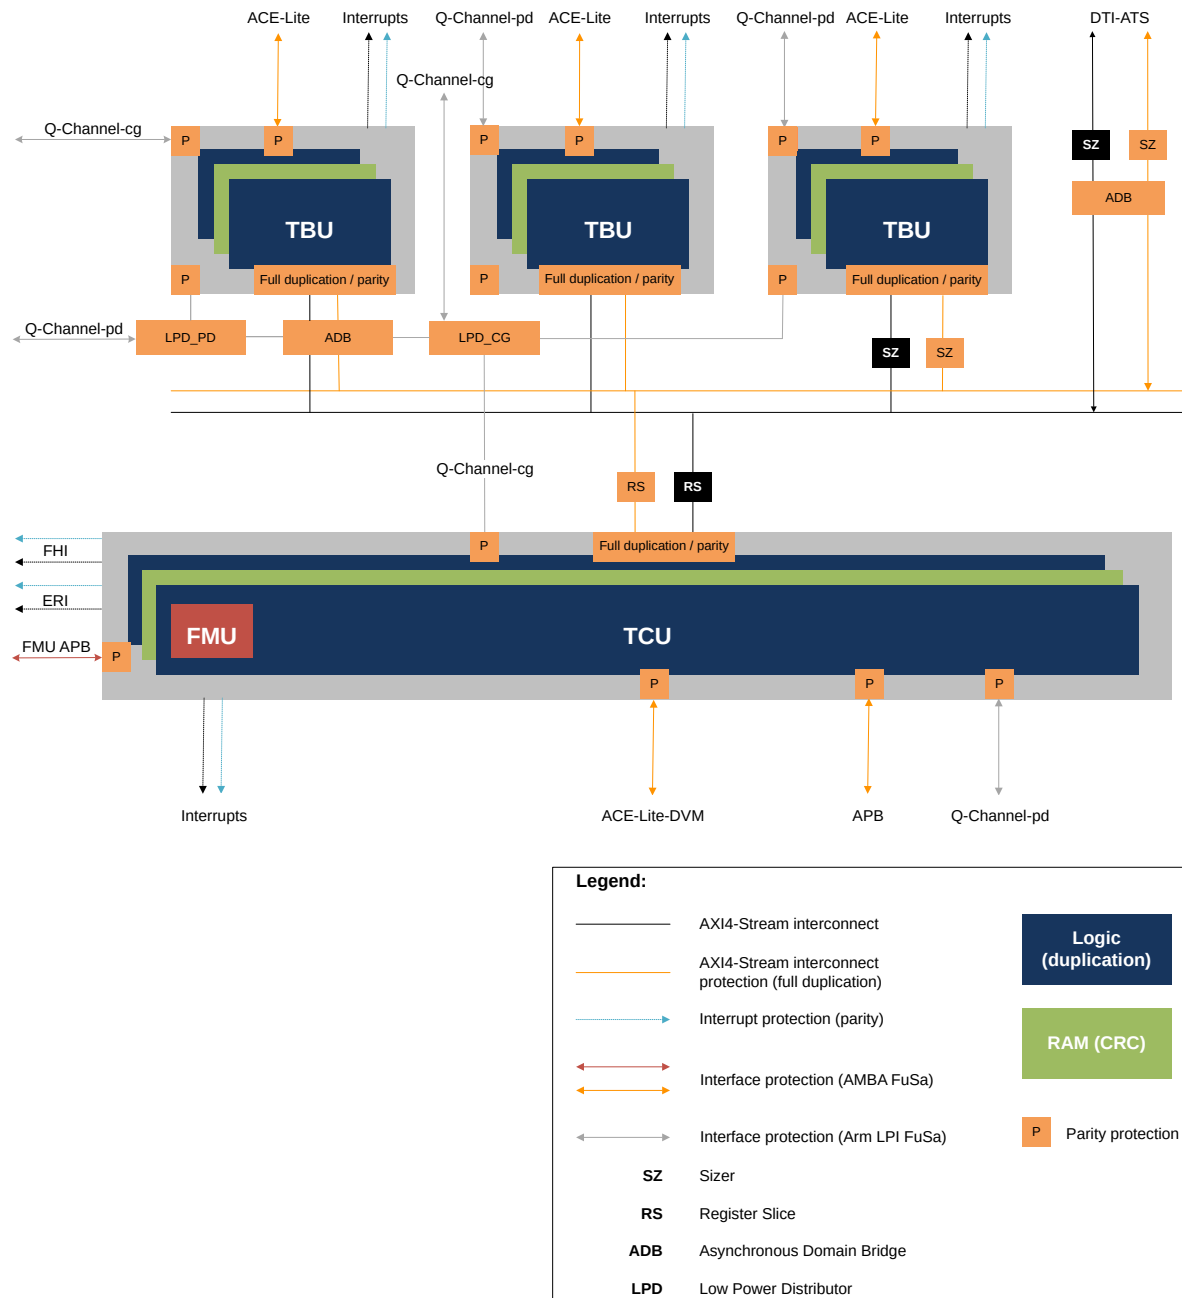 ACE-Lite Interrupts Q-Channel-pd ACE-Lite Interrupts Q-Channel-pd ACE-Lite Interrupts DTI-ATS
Q-Channel-cg
Q-Channel-cg
P P P P P P SZ SZ
ADB
TBU TBU TBU
P Full duplication / parity P Full duplication / parity P Full duplication / parity
Q-Channel-pd LPD_PD ADB LPD_CG
SZ SZ
Q-Channel-cg
RS RS
P Full duplication / parity
FHI
ERI
FMU TCU
FMU APB P
P P P
Interrupts ACE-Lite-DVM APB Q-Channel-pd
Legend:
AXI4-Stream interconnect
AXI4-Stream interconnect
protection (full duplication)
Interrupt protection (parity)
Interface protection (AMBA FuSa)
Interface protection (Arm LPI FuSa)
SZ Sizer
RS Register Slice
ADB Asynchronous Domain Bridge
LPD Low Power Distributor
Logic
(duplication)
RAM (CRC)
P Parity protection